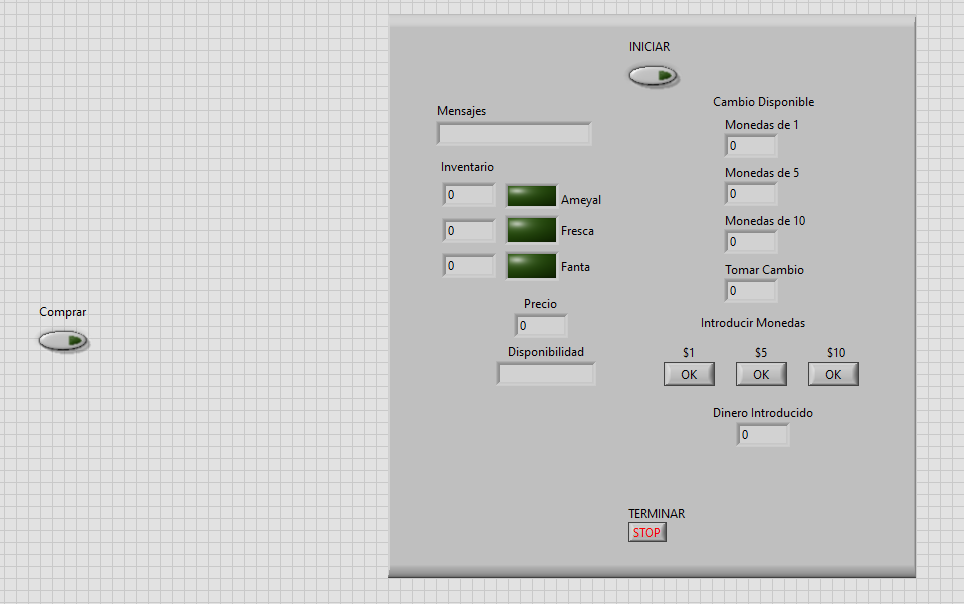 INICIAR
Mensajes
Inventario
0
Ameyal
0
Fresca
0
Fanta
Precio
0
Disponibilidad
Cambio Disponible
Monedas de 1
0
Monedas de 5
0
Monedas de 10
0
Tomar Cambio
0
Introducir Monedas
$1 $5 $10
OK OK OK
Dinero Introducido
0
TERMINAR
STOP
Comprar